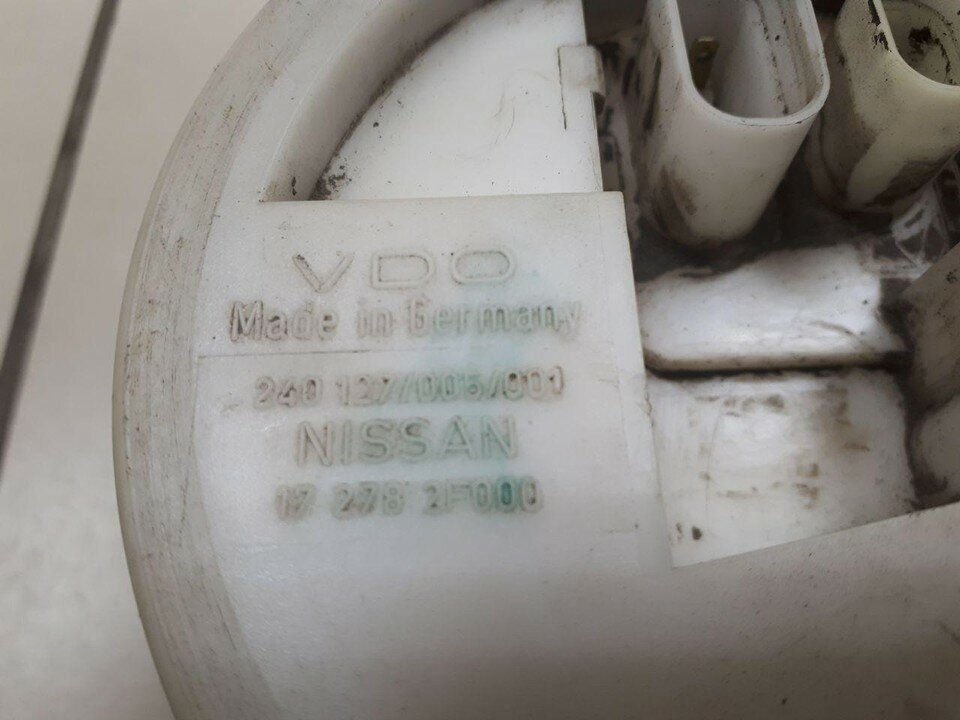 VDO
Made in Germany
240 127/005/001
NISSAN
17 278 2F000